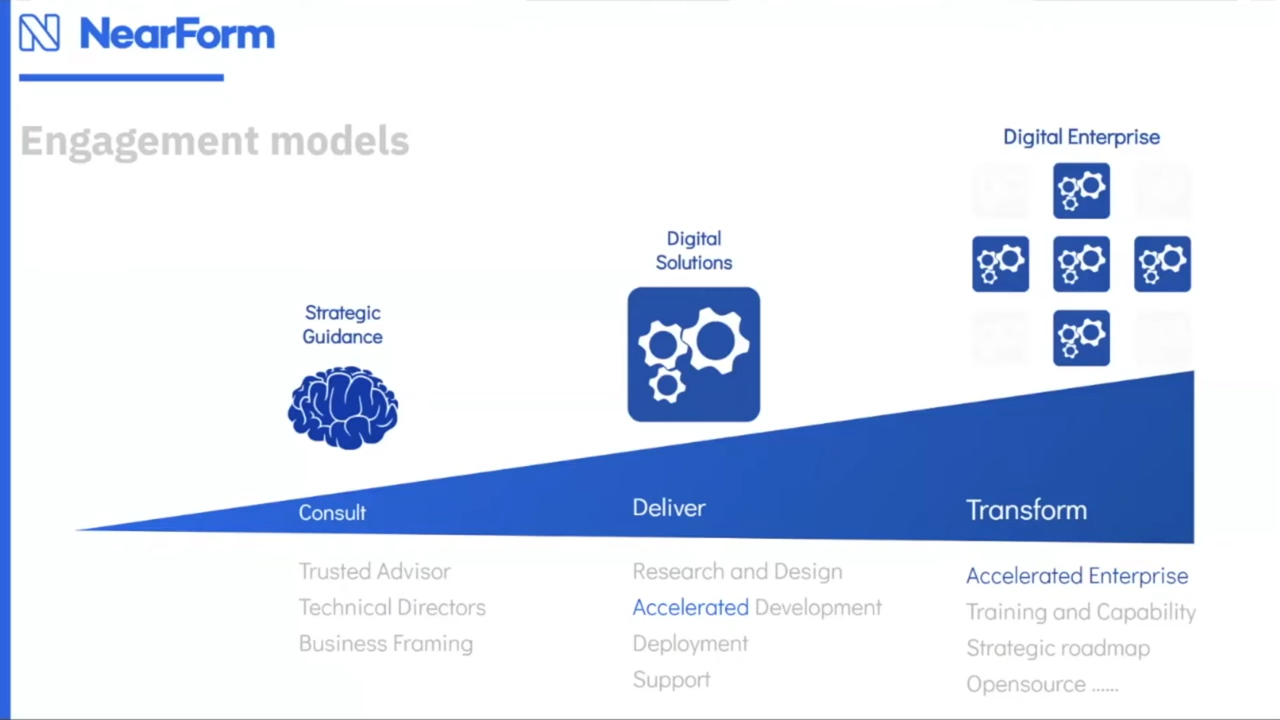 NearForm
Engagement models
Digital Enterprise
Digital
Solutions
Strategic
Guidance
Consult
Deliver
Transform
Trusted Advisor
Technical Directors
Business Framing
Research and Design
Accelerated Development
Deployment
Support
Accelerated Enterprise
Training and Capability
Strategic roadmap
Opensource ......